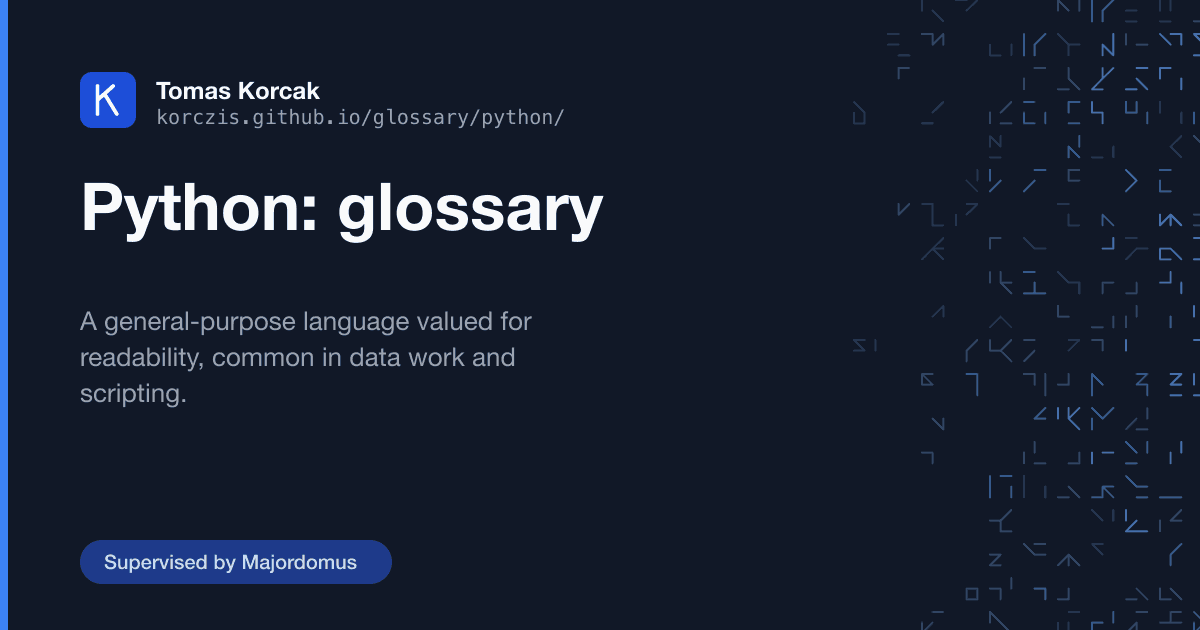 K
Tomas Korcak
korczis.github.io/glossary/python/
Python: glossary
A general-purpose language valued for
readability, common in data work and
scripting.
Supervised by Majordomus